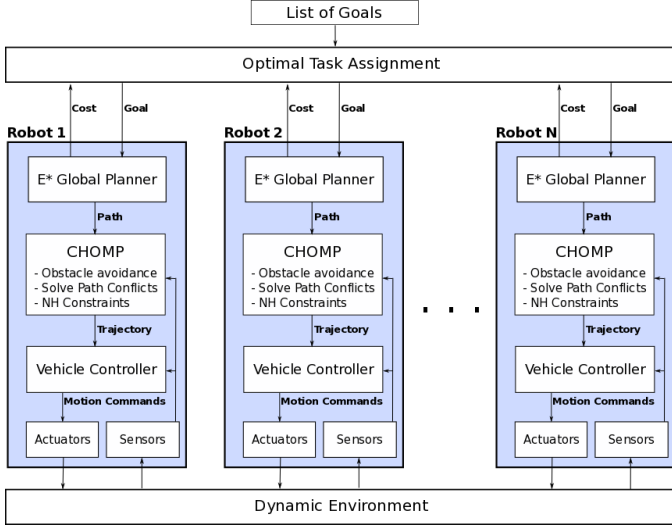 List of Goals
Optimal Task Assignment
Cost
Goal
Cost
Goal
Cost
Goal
Robot 1
Robot 2
Robot N
E* Global Planner
E* Global Planner
E* Global Planner
Path
Path
Path
CHOMP
- Obstacle avoidance
- Solve Path Conflicts
- NH Constraints
CHOMP
- Obstacle avoidance
- Solve Path Conflicts
- NH Constraints
. . .
CHOMP
- Obstacle avoidance
- Solve Path Conflicts
- NH Constraints
Trajectory
Trajectory
Trajectory
Vehicle Controller
Vehicle Controller
Vehicle Controller
Motion Commands
Motion Commands
Motion Commands
Actuators
Sensors
Actuators
Sensors
Actuators
Sensors
Dynamic Environment